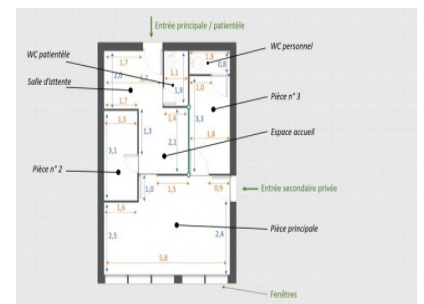 Entrée principale / patientèle
WC personnel
WC patientèle
Salle d'attente
1,7
1,8
0,8
2,0
1,1
1,9
1,0
Pièce n° 3
1,7
1,5
1,4
3,3
1,3
1,8
Espace accueil
3,1
2,1
Pièce n° 2
1,0
1,5
0,9
Entrée secondaire privée
1,6
2,5
2,4
Pièce principale
5,8
Fenêtres